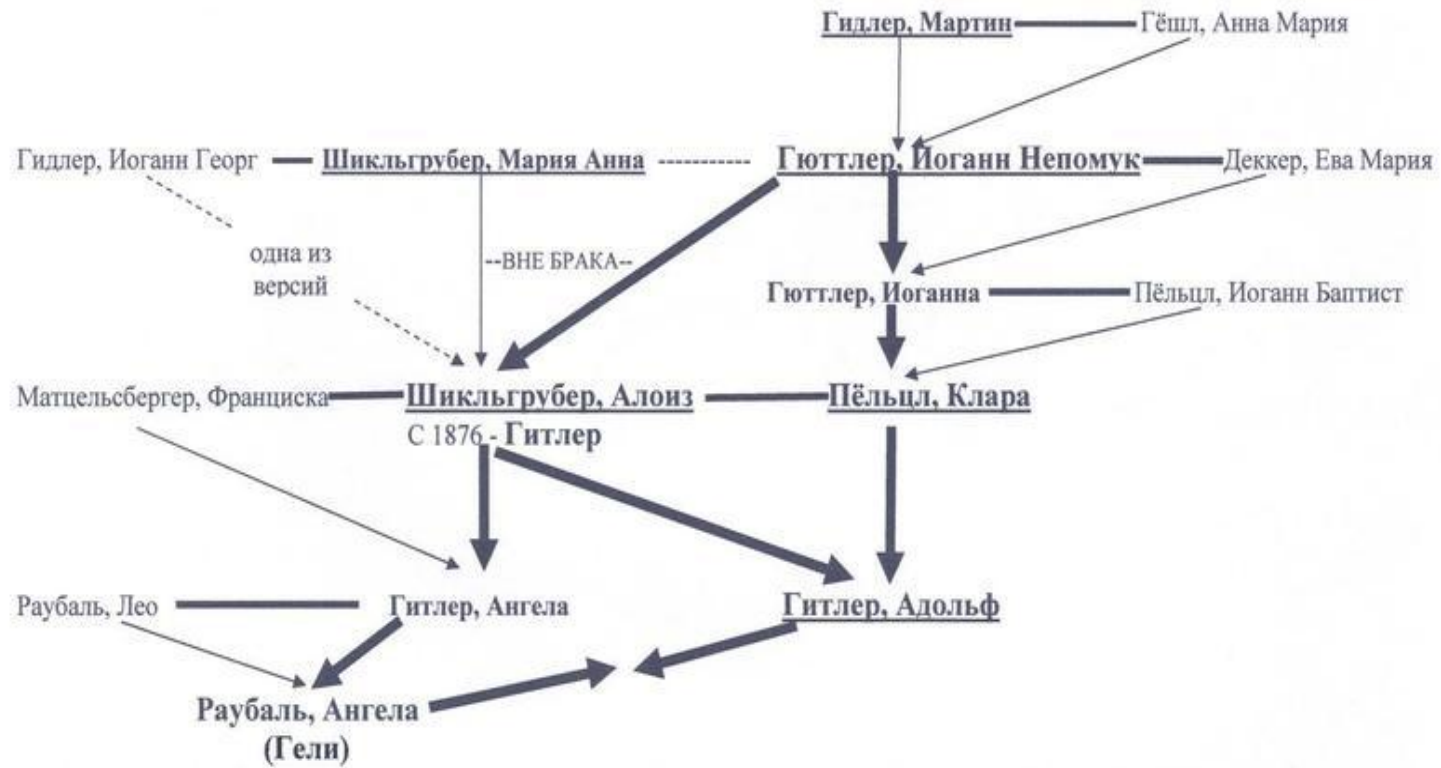 Гидлер, Мартин Гёшл, Анна Мария
Гидлер, Иоганн Георг Шикльгрубер, Мария Анна Гюттлер, Йоганн Непомук Деккер, Ева Мария
одна из
версий
--ВНЕ БРАКА--
Гюттлер, Иоганна Пёльцл, Иоганн Баптист
Матцельсбергер, Франциска Шикльгрубер, Алоиз Пёльцл, Клара
С 1876 - Гитлер
Раубаль, Лео Гитлер, Ангела Гитлер, Адольф
Раубаль, Ангела
(Гели)